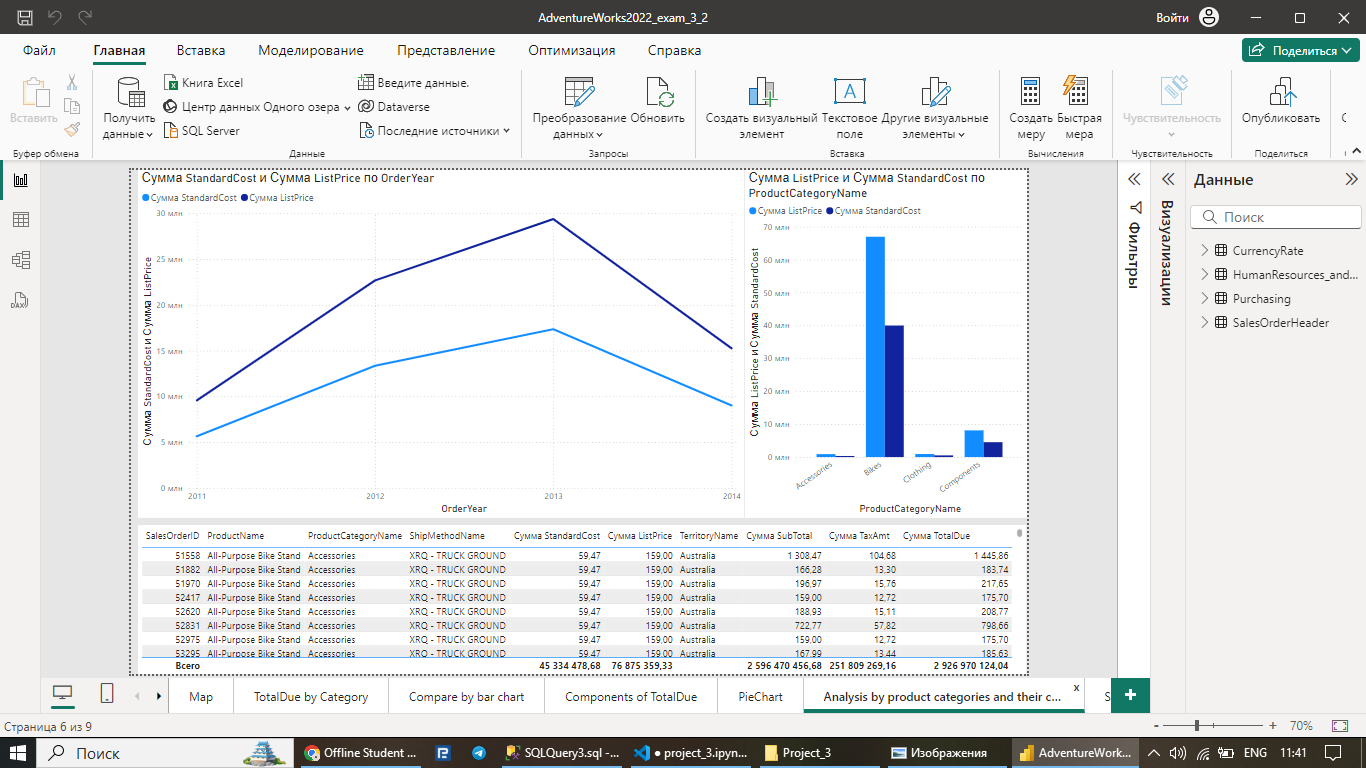 AdventureWorks2022_exam_3_2
Войти
Файл
Главная
Вставка
Моделирование
Представление
Оптимизация
Справка
Поделиться
Вставить
Буфер обмена
Получить данные
Книга Excel
Центр данных Одного озера
SQL Server
Введите данные.
Dataverse
Последние источники
Данные
Преобразование данных
Обновить
Запросы
Создать визуальный элемент
Текстовое поле
Другие визуальные элементы
Вставка
Создать меру
Быстрая мера
Вычисления
Чувствительность
Чувствительность
Опубликовать
Поделиться
Сумма StandardCost и Сумма ListPrice по OrderYear
Сумма StandardCost Сумма ListPrice
Сумма StandardCost и Сумма ListPrice
30 млн
25 млн
20 млн
15 млн
10 млн
5 млн
0 млн
2011 2012 2013 2014
OrderYear
Сумма ListPrice и Сумма StandardCost по
ProductCategoryName
Сумма ListPrice Сумма StandardCost
Сумма ListPrice и Сумма StandardCost
70 млн
60 млн
50 млн
40 млн
30 млн
20 млн
10 млн
0 млн
Accessories Bikes Clothing Components
ProductCategoryName
SalesOrderID ProductName ProductCategoryName ShipMethodName Сумма StandardCost Сумма ListPrice TerritoryName Сумма SubTotal Сумма TaxAmt Сумма TotalDue
51558 All-Purpose Bike Stand Accessories XRQ - TRUCK GROUND 59,47 159,00 Australia 1 308,47 104,68 1 445,86
51882 All-Purpose Bike Stand Accessories XRQ - TRUCK GROUND 59,47 159,00 Australia 166,28 13,30 183,74
51970 All-Purpose Bike Stand Accessories XRQ - TRUCK GROUND 59,47 159,00 Australia 196,97 15,76 217,65
52417 All-Purpose Bike Stand Accessories XRQ - TRUCK GROUND 59,47 159,00 Australia 159,00 12,72 175,70
52620 All-Purpose Bike Stand Accessories XRQ - TRUCK GROUND 59,47 159,00 Australia 188,93 15,11 208,77
52831 All-Purpose Bike Stand Accessories XRQ - TRUCK GROUND 59,47 159,00 Australia 722,77 57,82 798,66
52975 All-Purpose Bike Stand Accessories XRQ - TRUCK GROUND 59,47 159,00 Australia 159,00 12,72 175,70
53295 All-Purpose Bike Stand Accessories XRQ - TRUCK GROUND 59,47 159,00 Australia 167,99 13,44 185,63
Всего 45 334 478,68 76 875 359,33 2 596 470 456,68 251 809 269,16 2 926 970 124,04
Фильтры
Визуализации
Данные
Поиск
CurrencyRate
HumanResources_and...
Purchasing
SalesOrderHeader
Map
TotalDue by Category
Compare by bar chart
Components of TotalDue
PieChart
Analysis by product categories and their c...
Страница 6 из 9
70%
Поиск
Offline Student ...
SQLQuery3.sql -...
● project_3.ipyn...
Project_3
Изображения
AdventureWork...
ENG
11:41